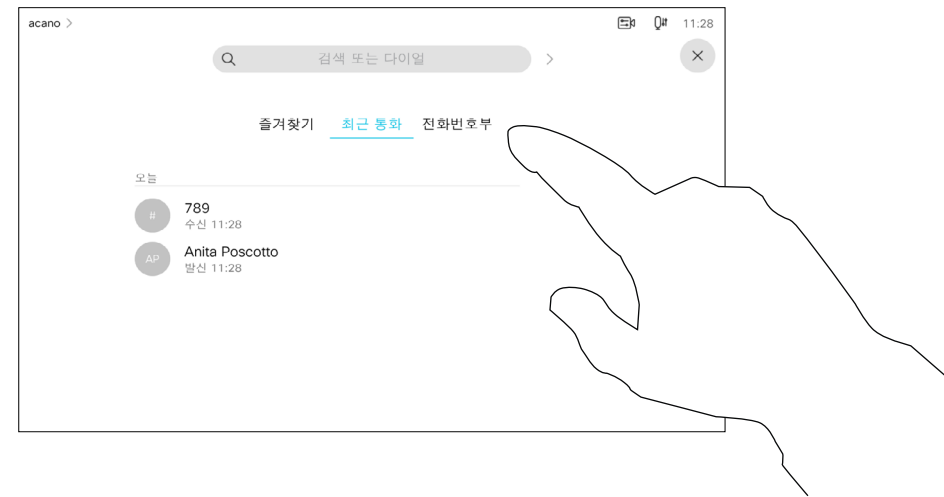 acano >
11:28
검색 또는 다이얼
즐겨찾기 최근 통화 전화번호부
오늘
# 789
수신 11:28
AP Anita Poscotto
발신 11:28